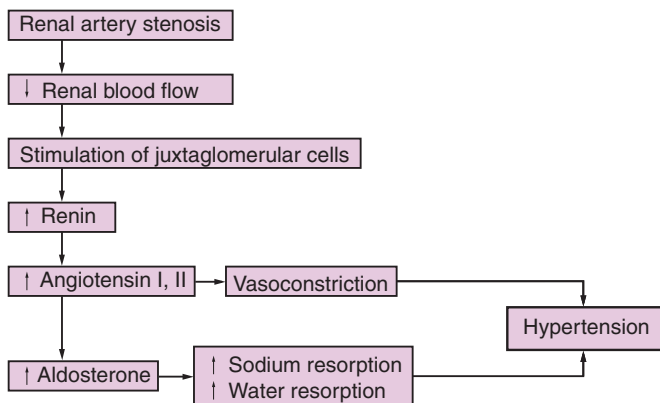 Renal artery stenosis
↓ Renal blood flow
Stimulation of juxtaglomerular cells
↑ Renin
↑ Angiotensin I, II
Vasoconstriction
Hypertension
↑ Aldosterone
↑ Sodium resorption
↑ Water resorption